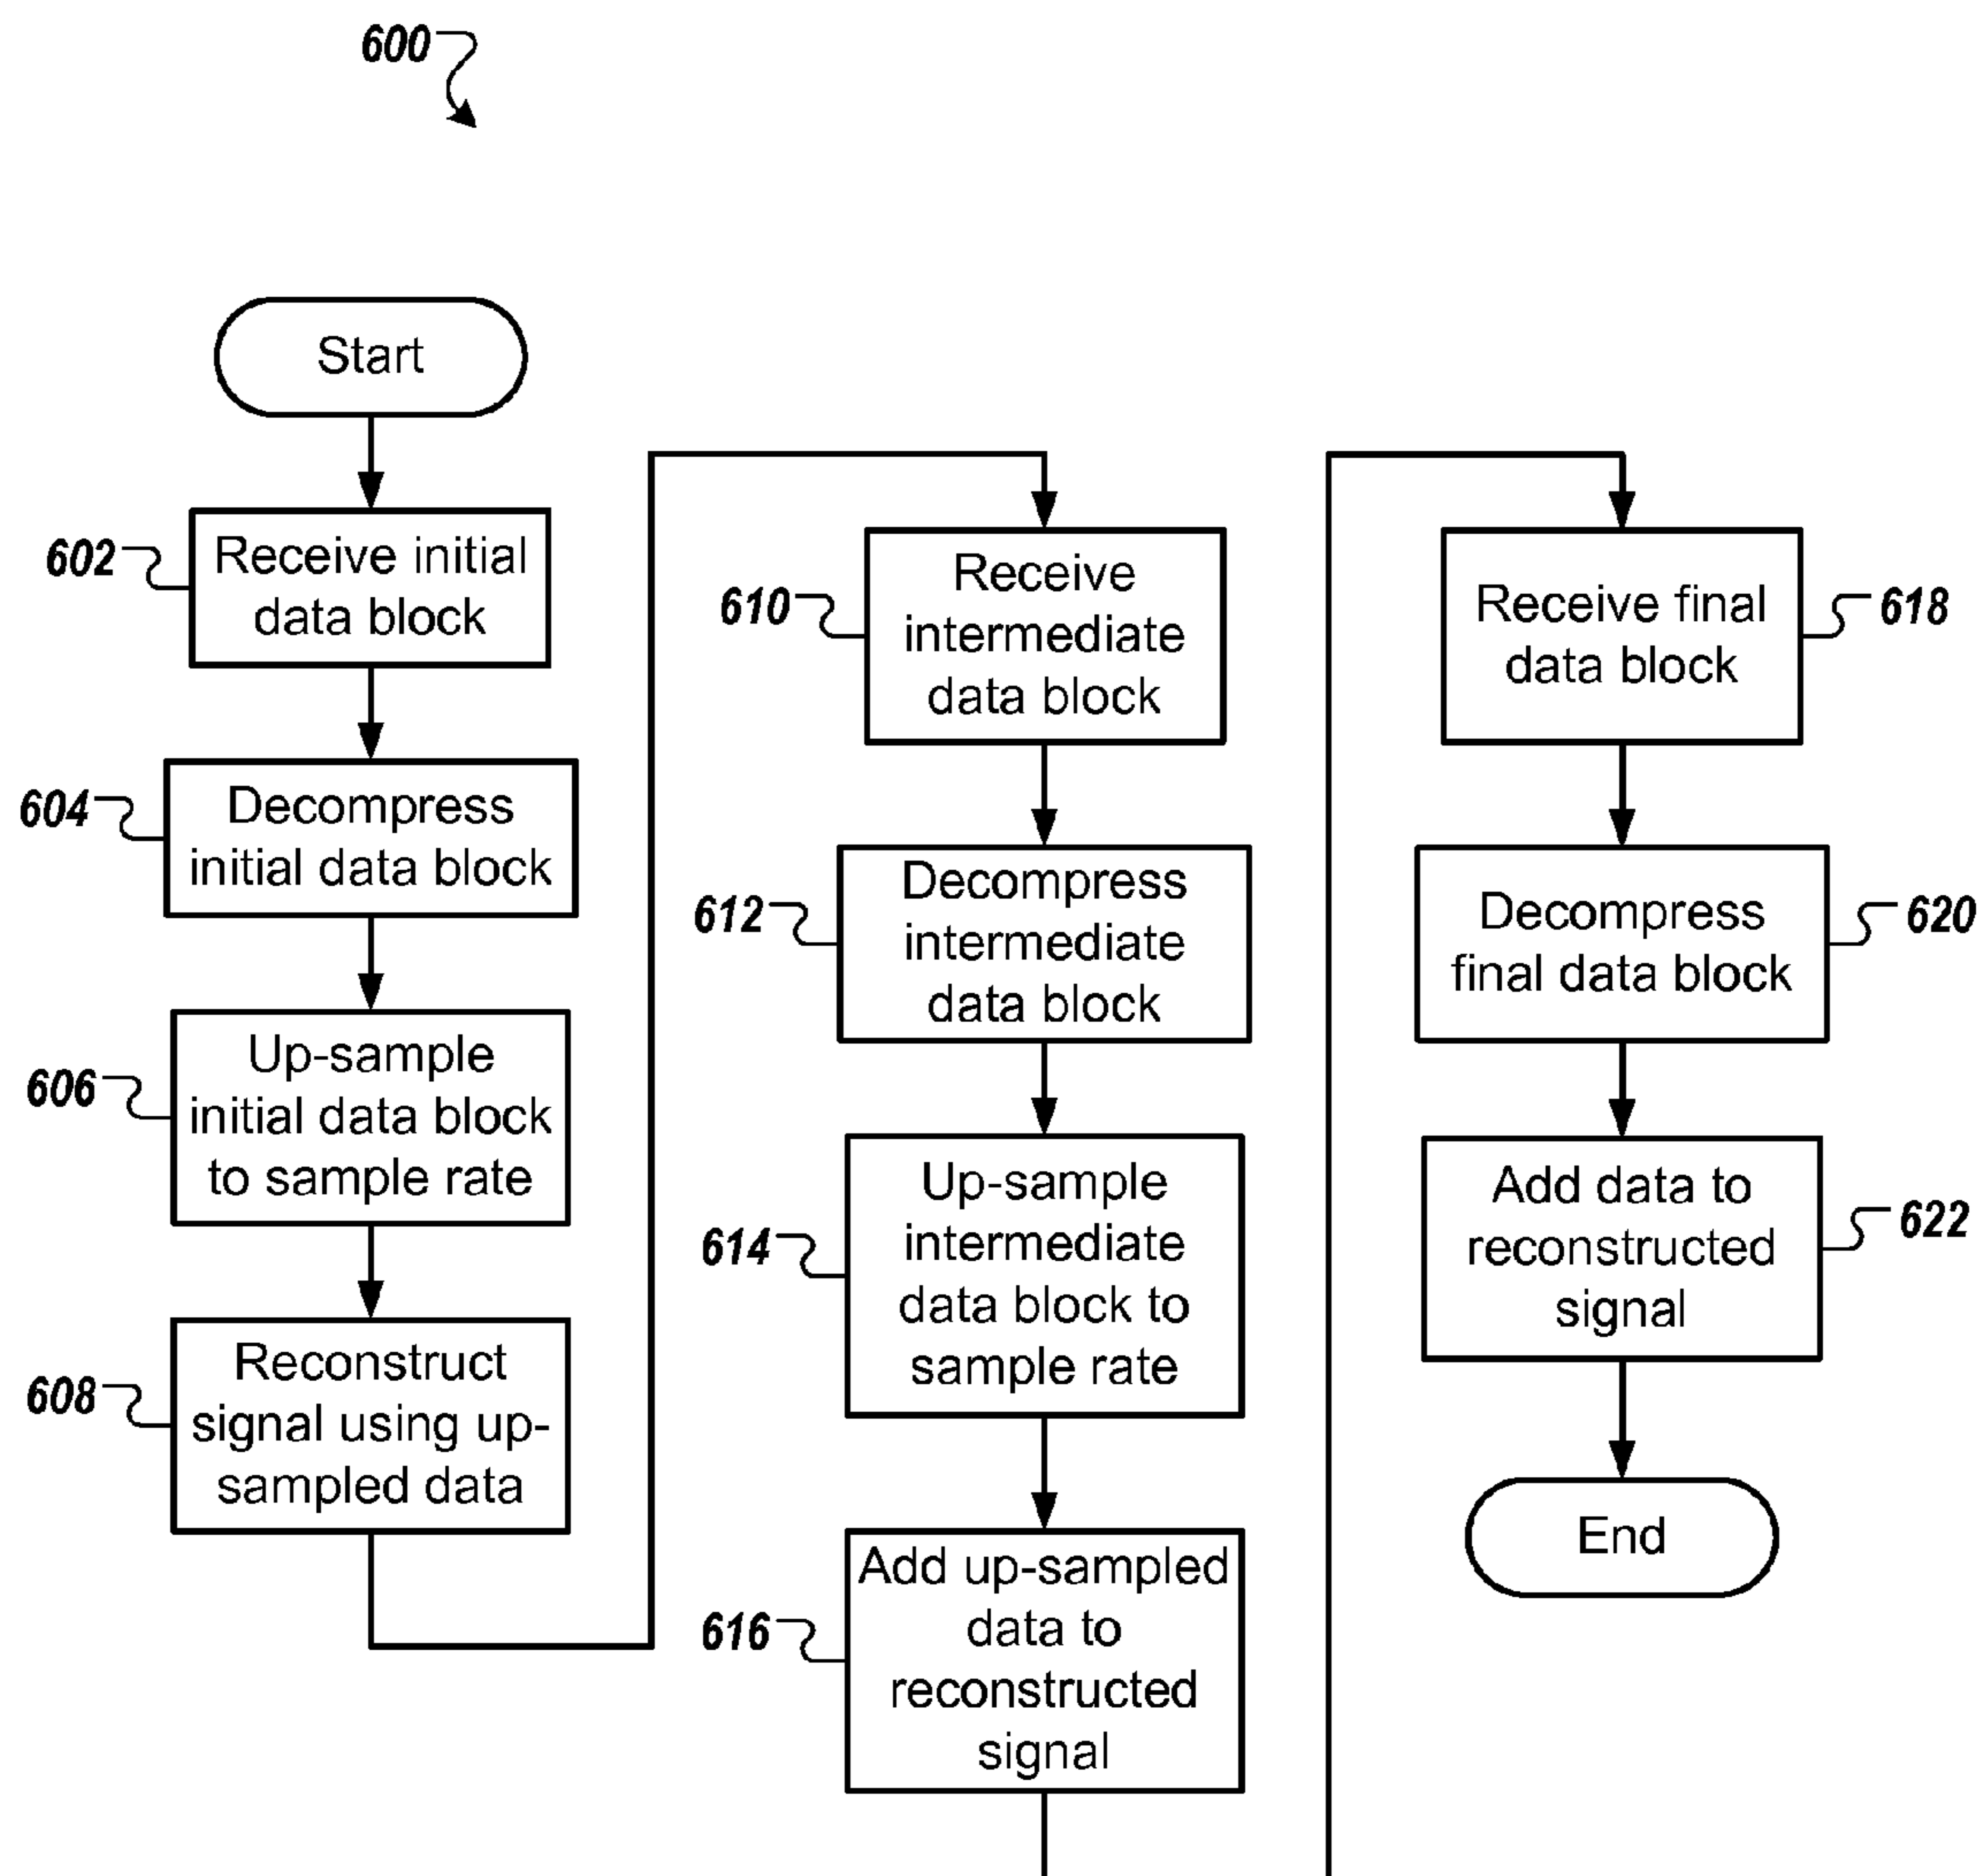 600
Start
602
Receive initial
data block
604
Decompress
initial data block
606
Up-sample
initial data block
to sample rate
608
Reconstruct
signal using up-
sampled data
610
Receive
intermediate
data block
612
Decompress
intermediate
data block
614
Up-sample
intermediate
data block to
sample rate
616
Add up-sampled
data to
reconstructed
signal
Receive final
data block
618
Decompress
final data block
620
Add data to
reconstructed
signal
622
End